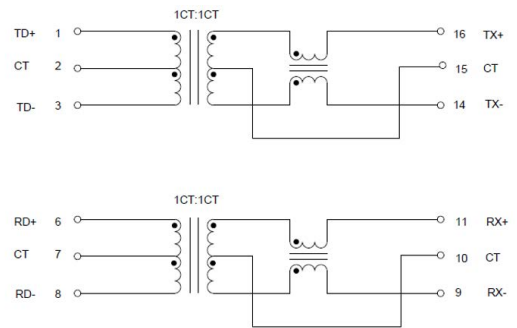 1CT:1CT
TD+ 1 16 TX+
CT 2 15 CT
TD- 3 14 TX-
1CT:1CT
RD+ 6 11 RX+
CT 7 10 CT
RD- 8 9 RX-